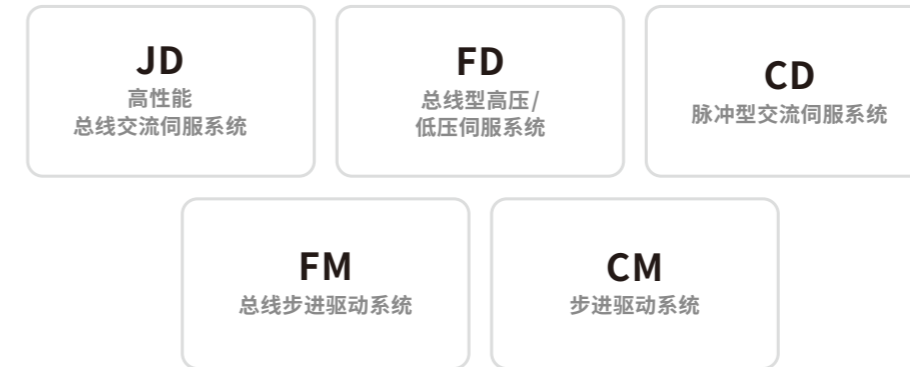 JD
高性能
总线交流伺服系统
FD
总线型高压/
低压伺服系统
CD
脉冲型交流伺服系统
FM
总线步进驱动系统
CM
步进驱动系统